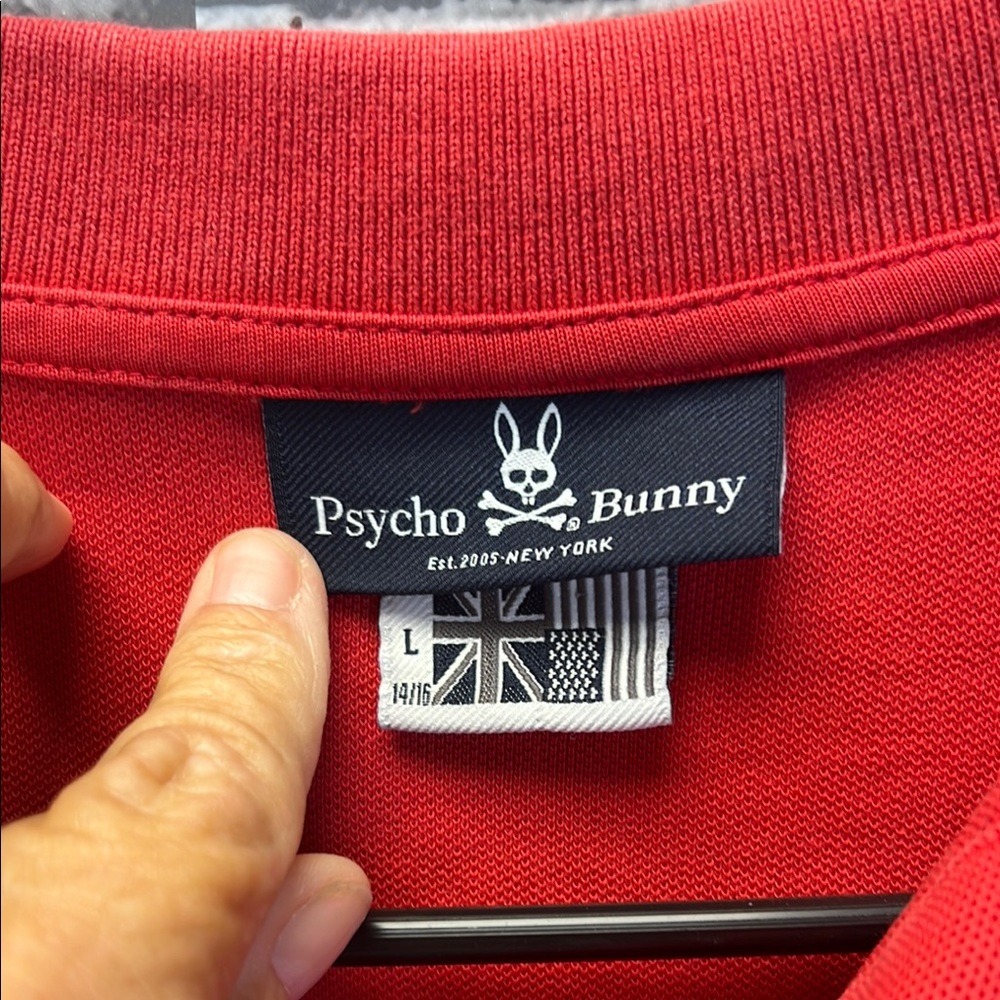 Psycho ® Bunny
Est. 2005-NEW YORK
L
14/16